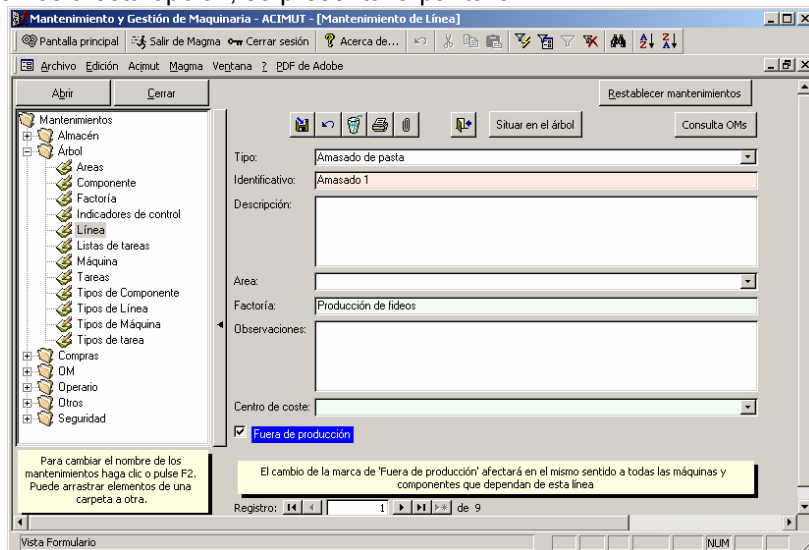 Mantenimiento y Gestión de Maquinaria - ACIMUT - [Mantenimiento de Línea]
Pantalla principal Salir de Magma Cerrar sesión Acerca de...
Archivo Edición Acimut Magma Ventana ? PDF de Adobe
Abrir Cerrar
Restablecer mantenimientos
Situar en el árbol Consulta OMs
Mantenimientos
Almacén
Árbol
Areas
Componente
Factoría
Indicadores de control
Línea
Listas de tareas
Máquina
Tareas
Tipos de Componente
Tipos de Línea
Tipos de Máquina
Tipos de tarea
Compras
OM
Operario
Otros
Seguridad
Tipo: Amasado de pasta
Identificativo: Amasado 1
Descripción:
Area:
Factoría: Producción de fideos
Observaciones:
Centro de coste:
Fuera de producción
Para cambiar el nombre de los
mantenimientos haga clic o pulse F2.
Puede arrastrar elementos de una
carpeta a otra.
El cambio de la marca de 'Fuera de producción' afectará en el mismo sentido a todas las máquinas y
componentes que dependan de esta línea
Registro: 1 de 9
Vista Formulario NUM